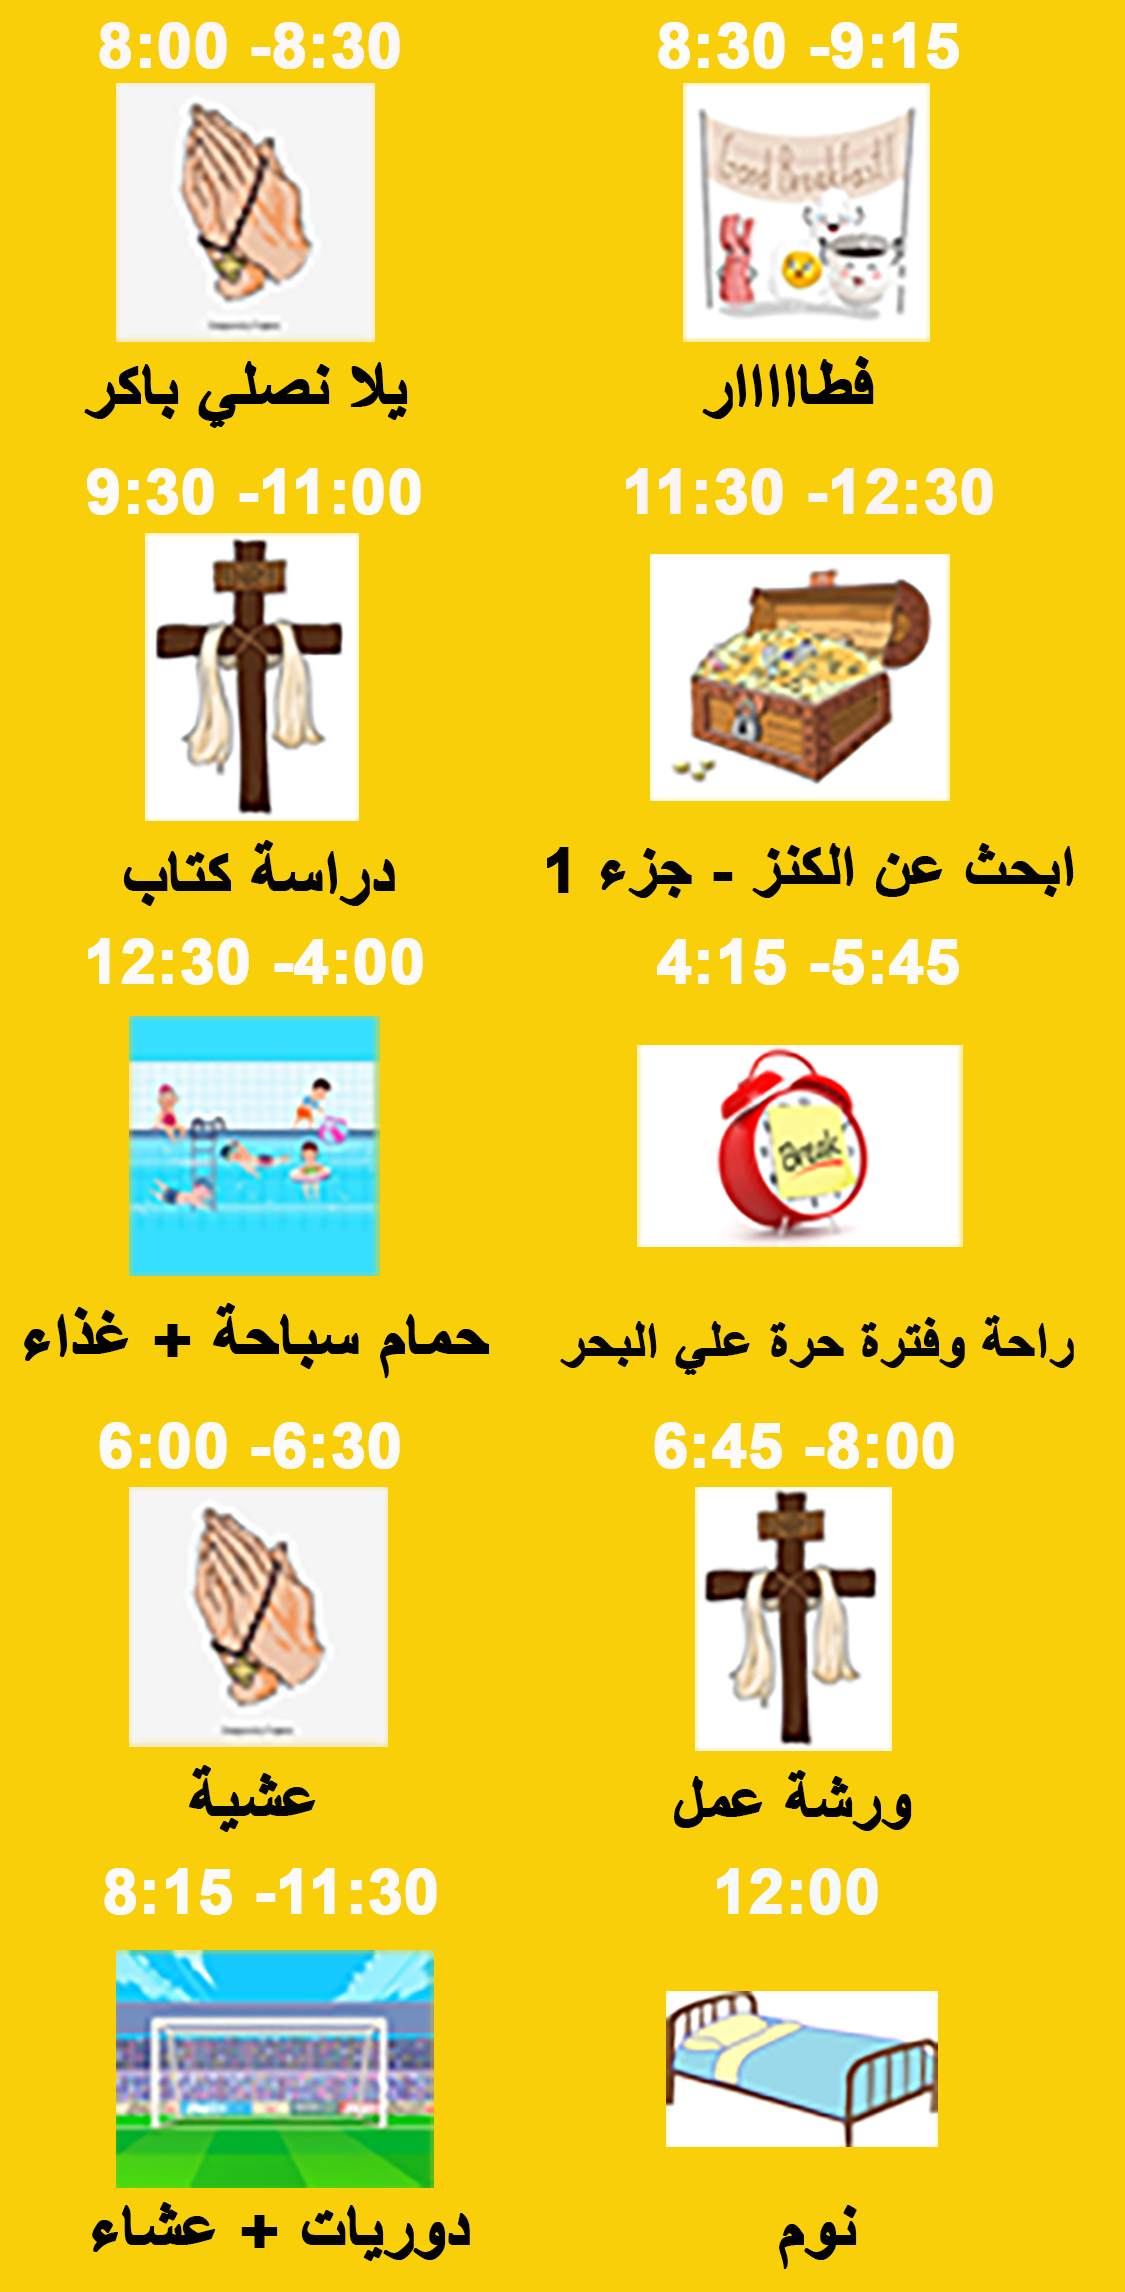 8:00 -8:30
8:30 -9:15
Good Breakfast!
يلا نصلي باكر
فطااااار
9:30 -11:00
11:30 -12:30
دراسة كتاب
ابحث عن الكنز - جزء 1
12:30 -4:00
4:15 -5:45
Break
حمام سباحة + غذاء
راحة وفترة حرة علي البحر
6:00 -6:30
6:45 -8:00
عشية
ورشة عمل
8:15 -11:30
12:00
دوريات + عشاء
نوم